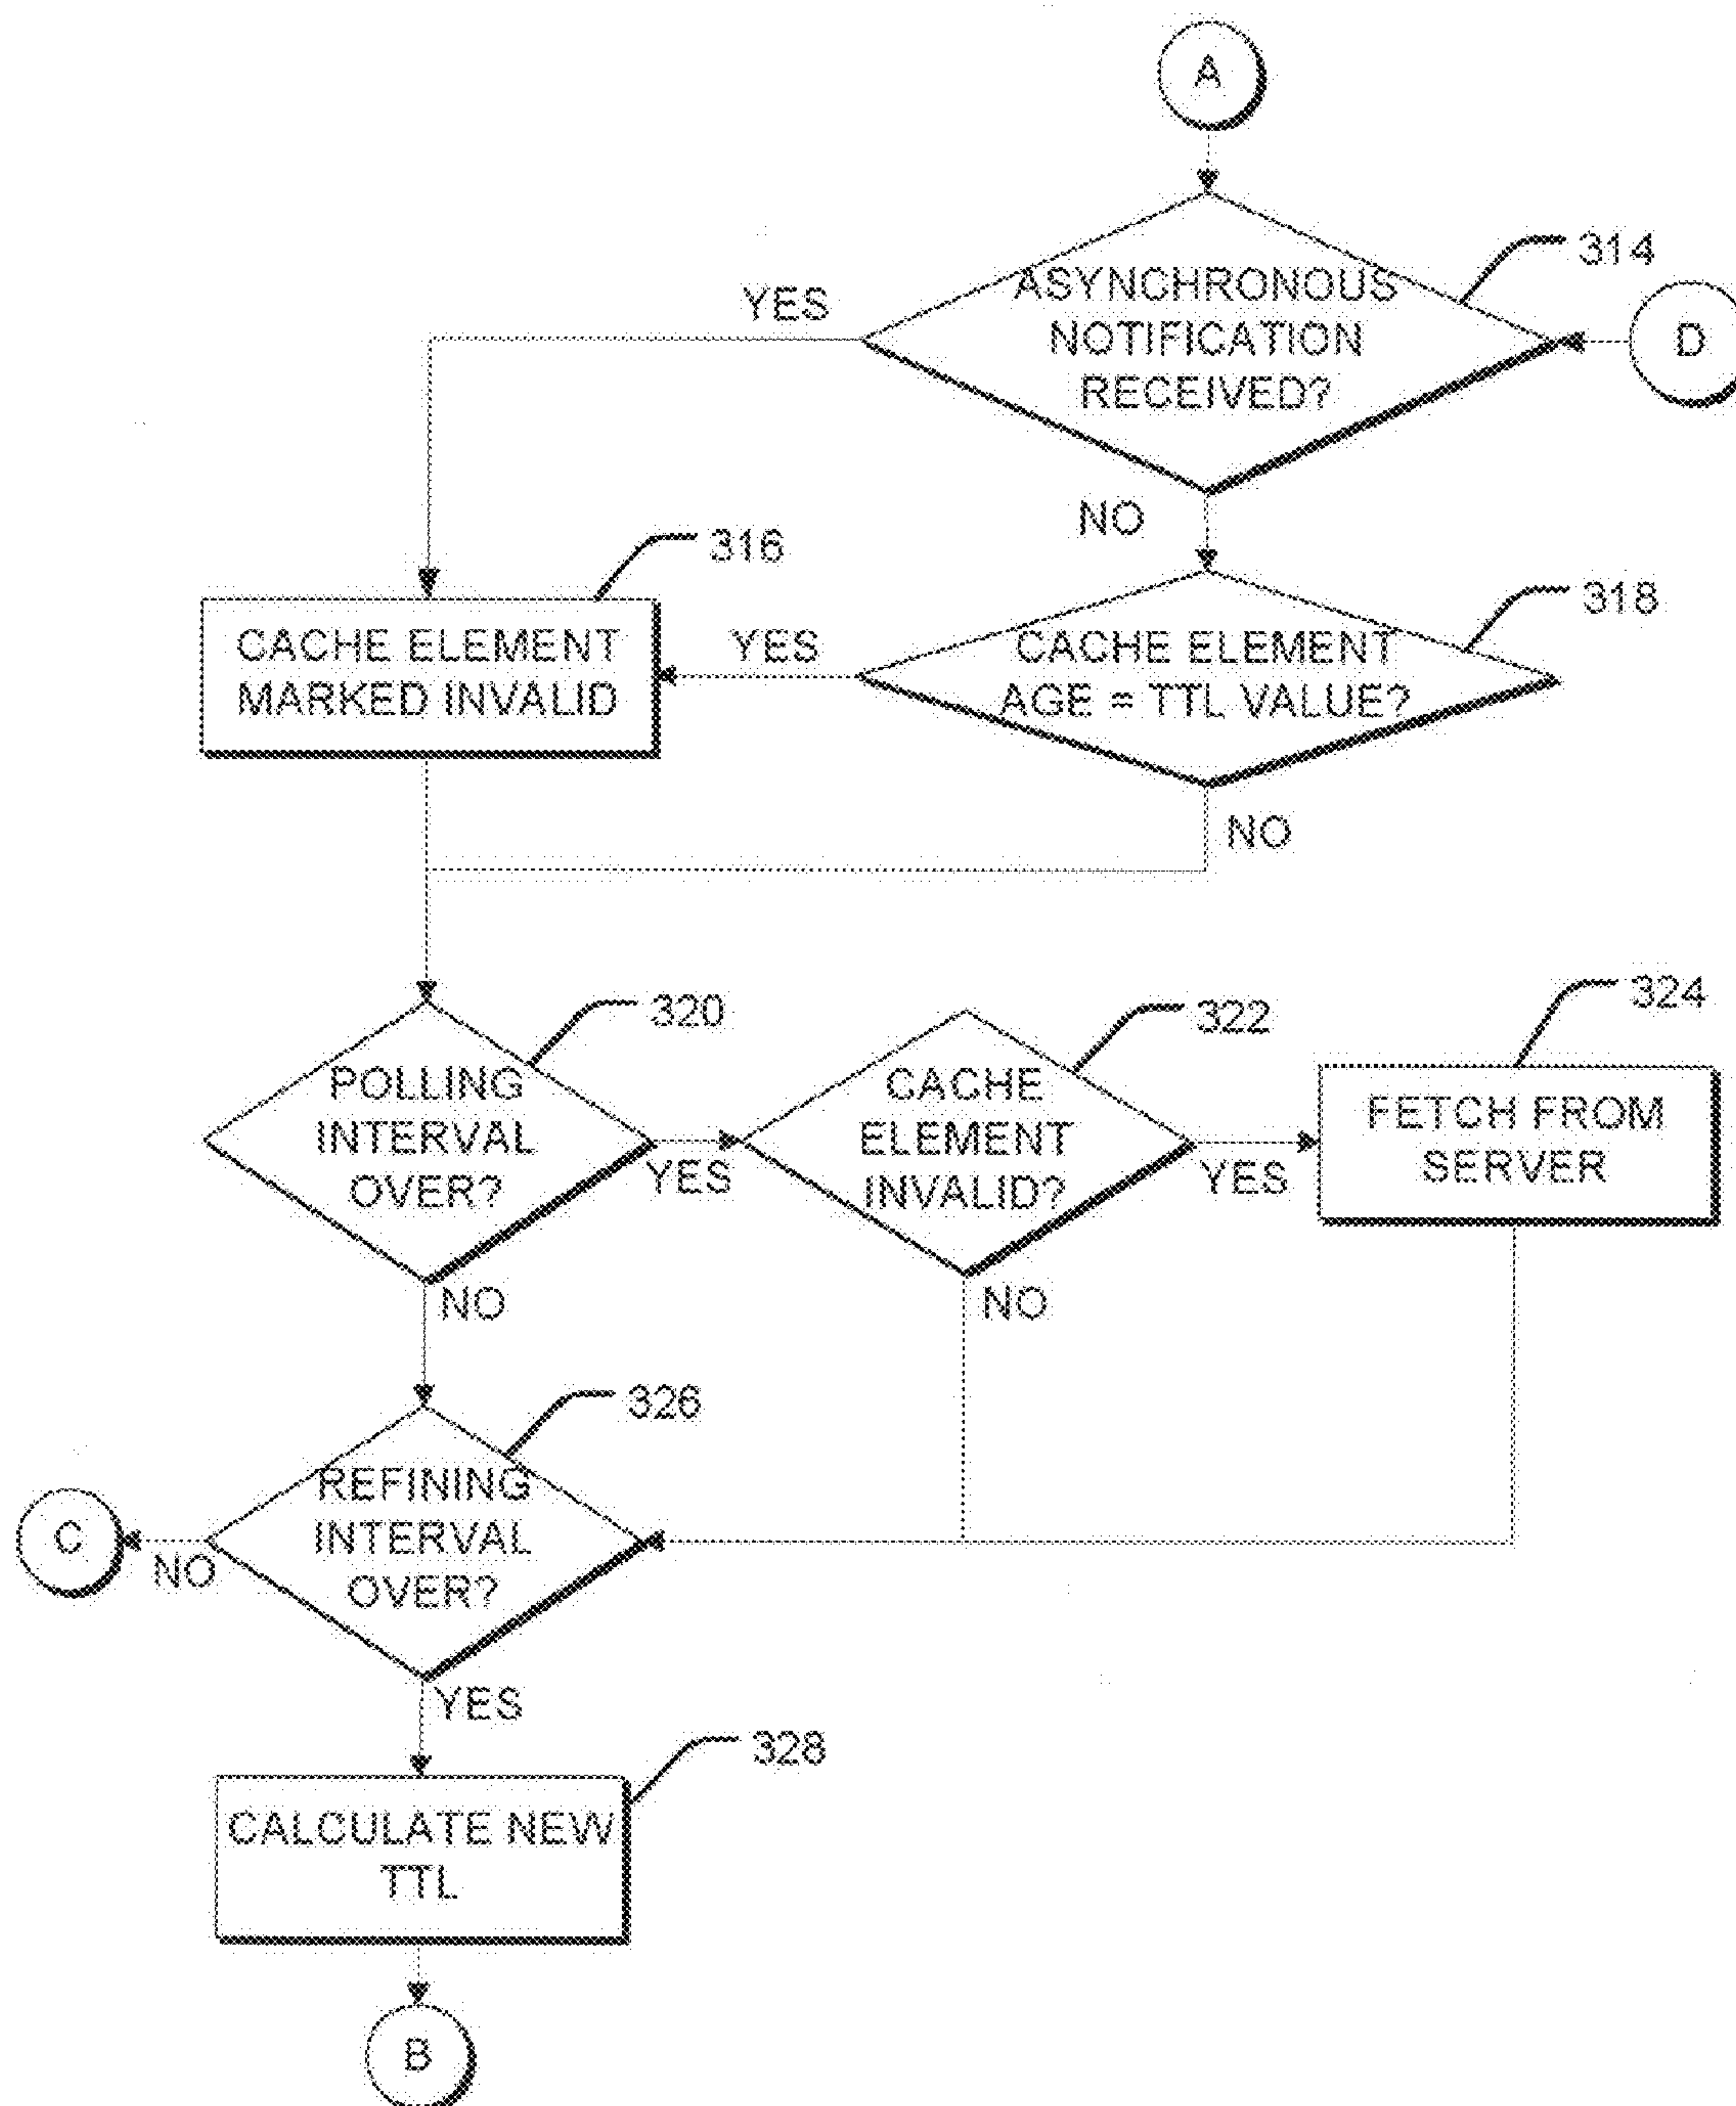 A
314
ASYNCHRONOUS
NOTIFICATION
RECEIVED?
YES
D
NO
316
CACHE ELEMENT
MARKED INVALID
YES
318
CACHE ELEMENT
AGE = TTL VALUE?
NO
320
POLLING
INTERVAL
OVER?
YES
NO
322
CACHE
ELEMENT
INVALID?
YES
NO
324
FETCH FROM
SERVER
326
REFINING
INTERVAL
OVER?
C
NO
YES
328
CALCULATE NEW
TTL
B